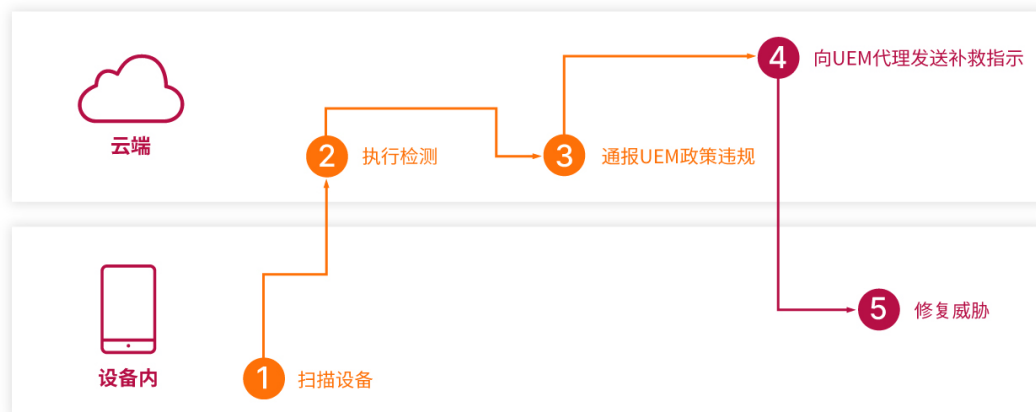 4 向UEM代理发送补救指示
云端
2 执行检测
3 通报UEM政策违规
5 修复威胁
设备内
1 扫描设备